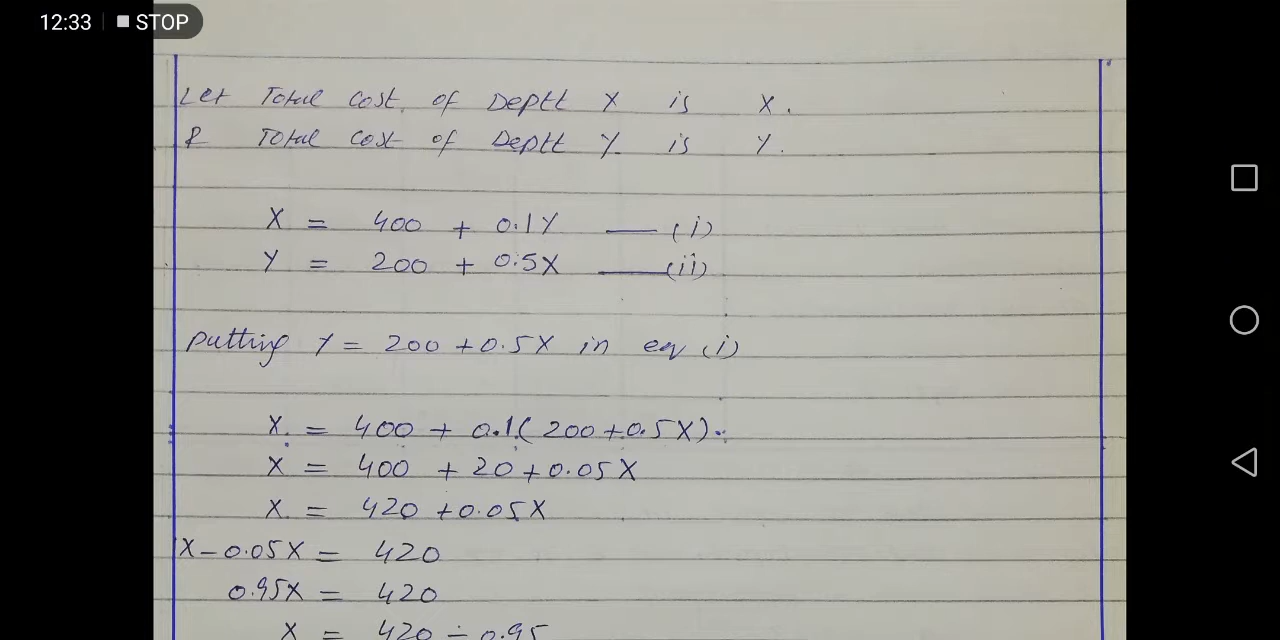 12:33 STOP
Let Total cost of Deptt X is X.
& Total cost of Deptt Y is Y.
X = 400 + 0.1Y —— (i)
Y = 200 + 0.5X ——(ii)
Putting Y = 200 + 0.5X in eq (i)
X = 400 + 0.1(200 + 0.5X)
X = 400 + 20 + 0.05X
X = 420 + 0.05X
X - 0.05X = 420
0.95X = 420
X = 420 ÷ 0.95